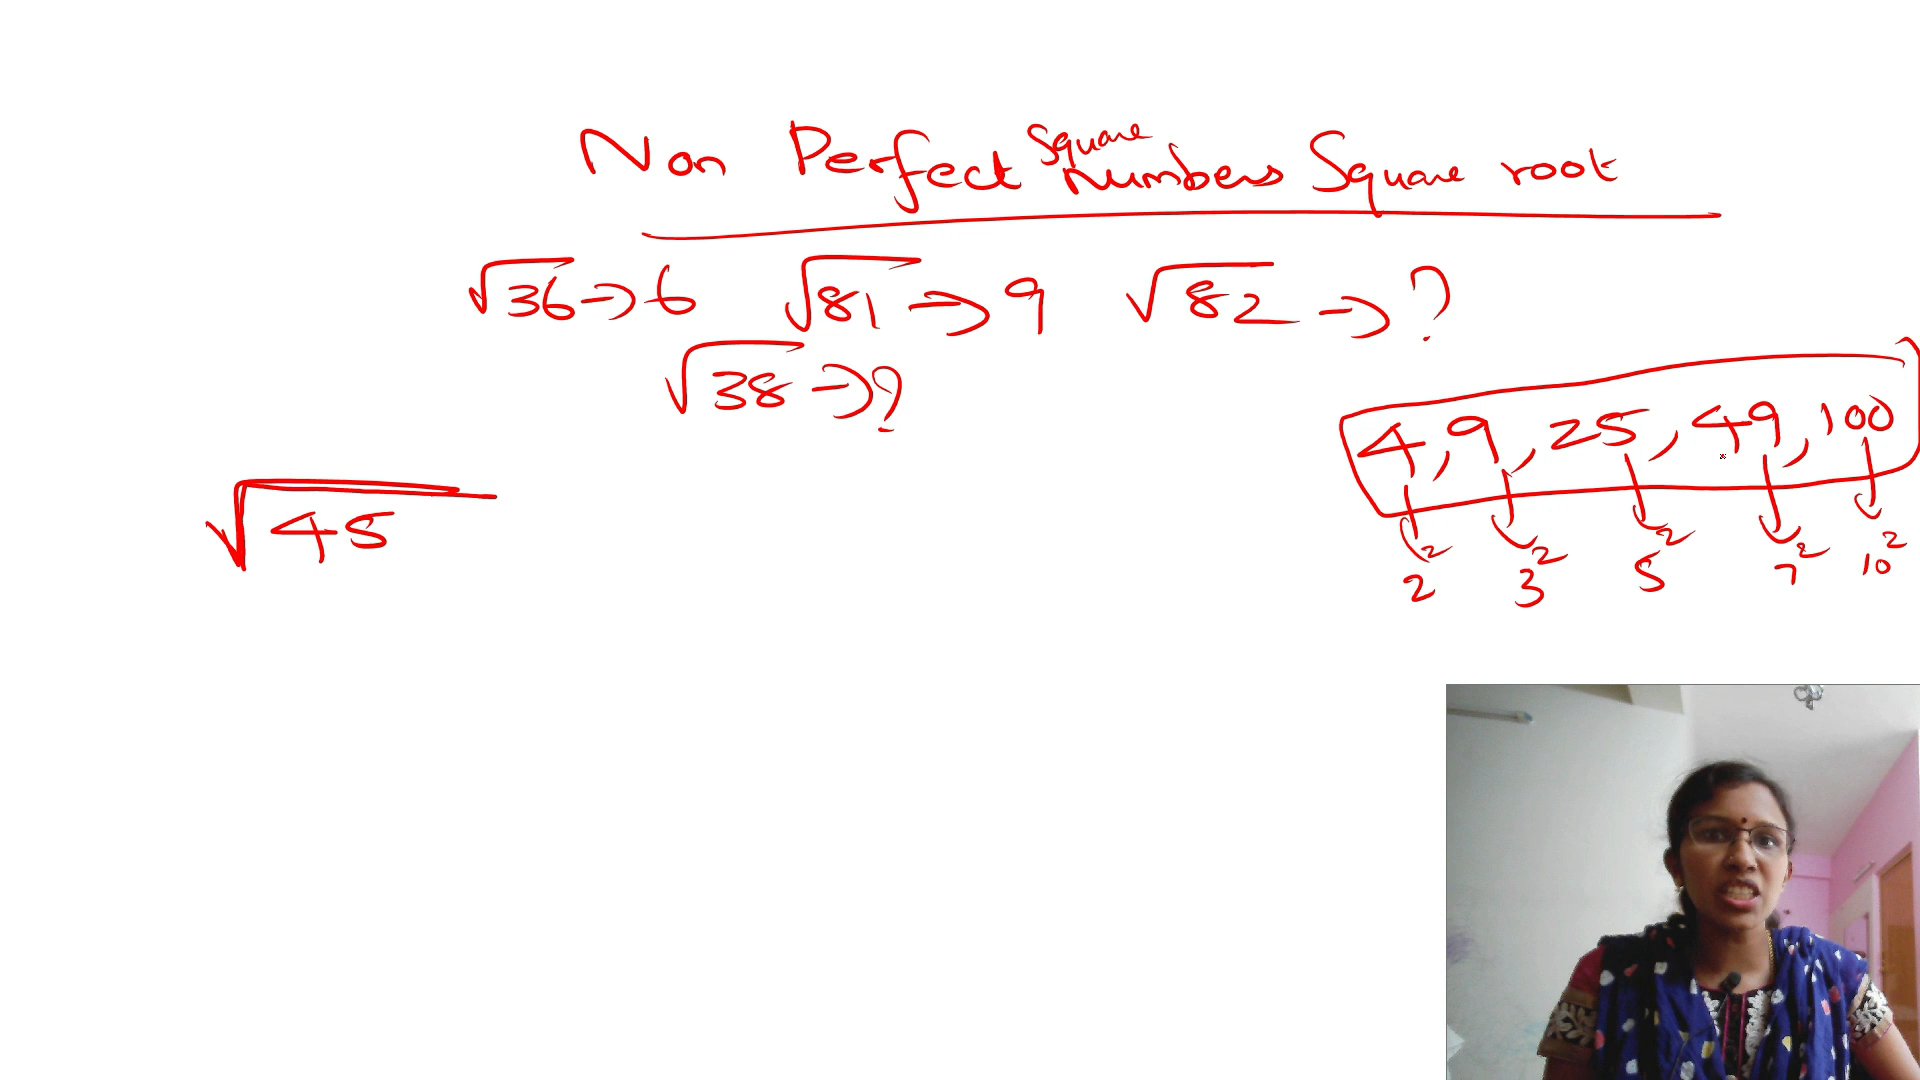 Non Perfect Square Numbers Square root
√36 → 6 √81 → 9 √82 → ?
√38 → ?
4, 9, 25, 49, 100
√45
2² 3² 5² 7² 10²